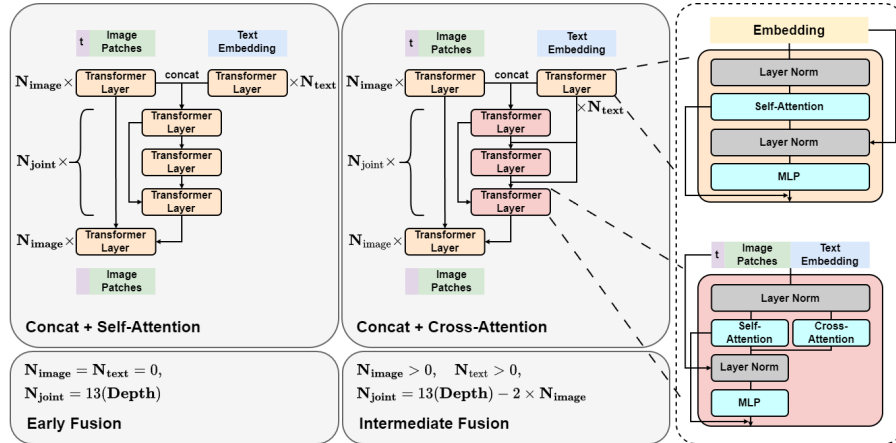 t
Image
Patches
Text
Embedding
N_image ×
Transformer
Layer
concat
Transformer
Layer
× N_text
N_joint ×
Transformer
Layer
Transformer
Layer
Transformer
Layer
N_image ×
Transformer
Layer
Image
Patches
Concat + Self-Attention
N_image = N_text = 0,
N_joint = 13(Depth)
Early Fusion
t
Image
Patches
Text
Embedding
N_image ×
Transformer
Layer
concat
Transformer
Layer
× N_text
N_joint ×
Transformer
Layer
Transformer
Layer
Transformer
Layer
N_image ×
Transformer
Layer
Image
Patches
Concat + Cross-Attention
N_image > 0, N_text > 0,
N_joint = 13(Depth) − 2 × N_image
Intermediate Fusion
Embedding
Layer Norm
Self-Attention
Layer Norm
MLP
t
Image
Patches
Text
Embedding
Layer Norm
Self-
Attention
Cross-
Attention
Layer Norm
MLP